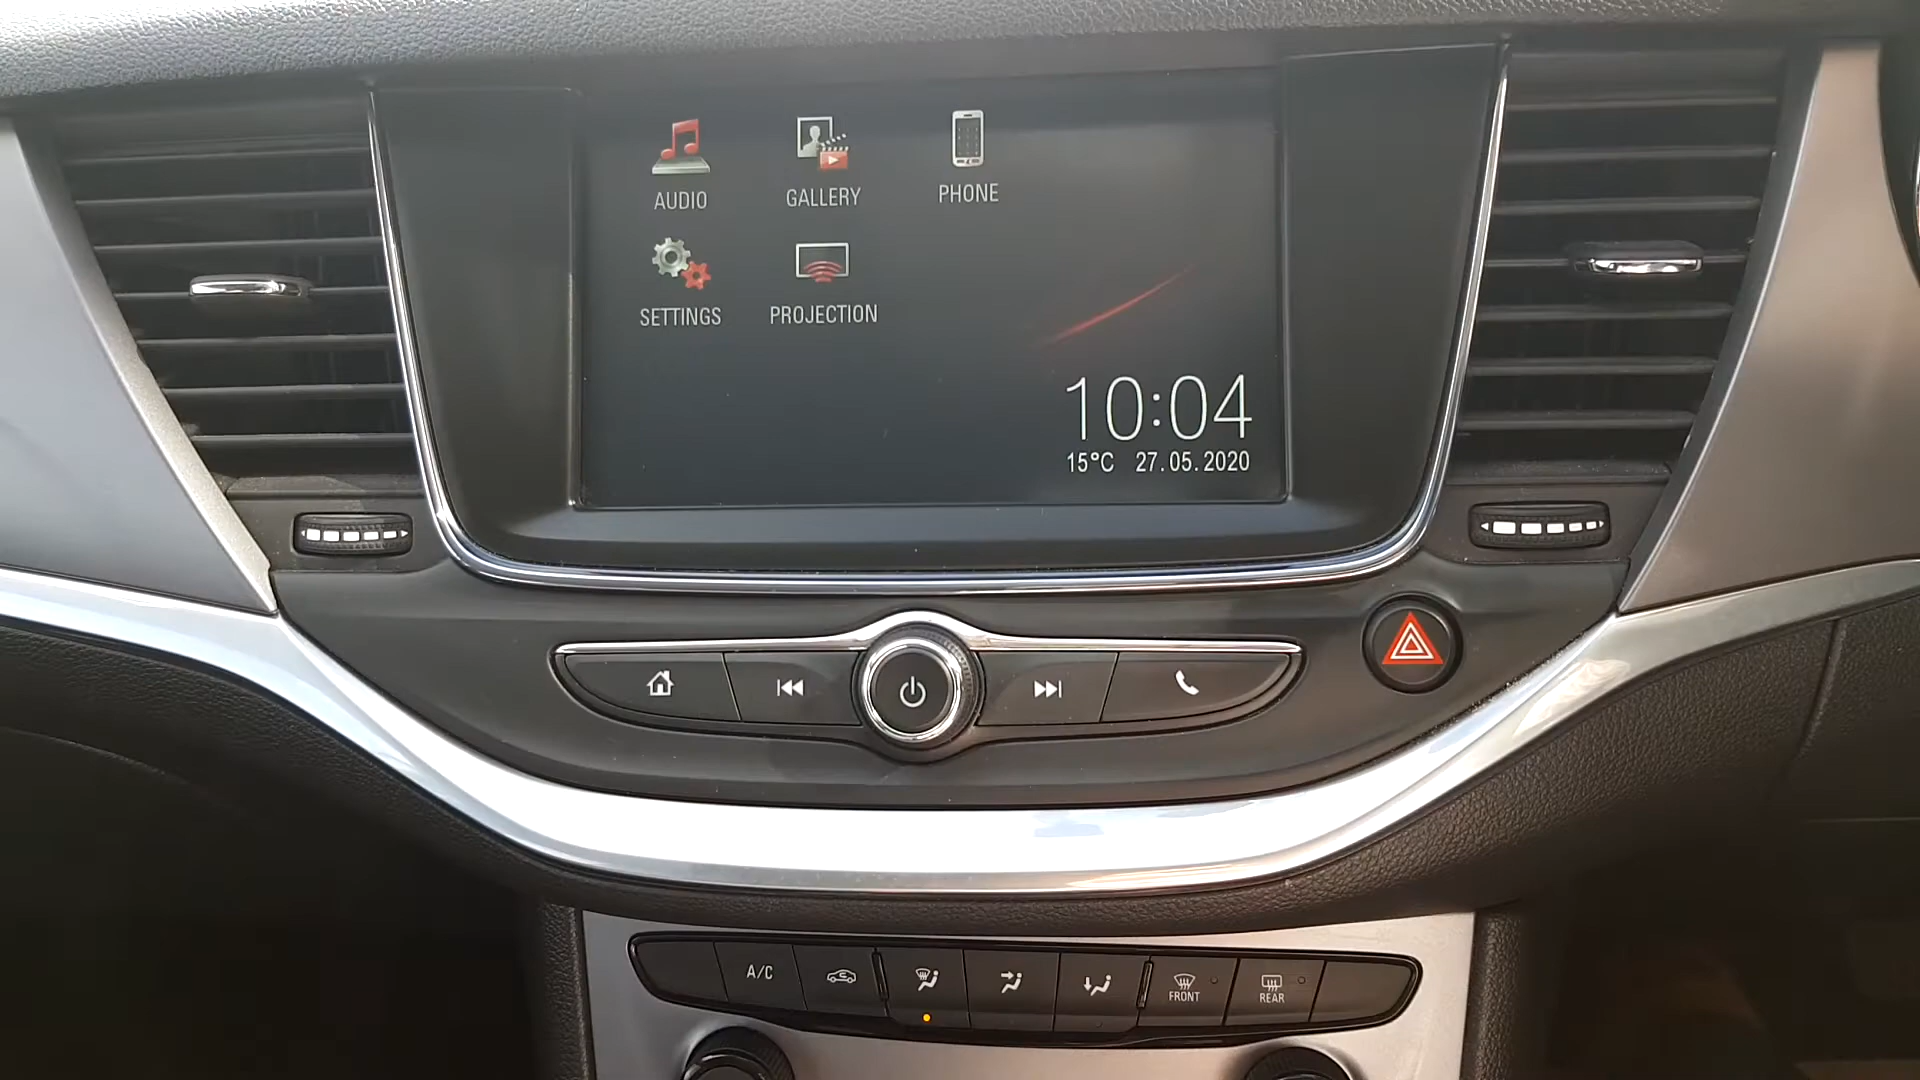 AUDIO GALLERY PHONE
SETTINGS PROJECTION
10:04
15°C 27.05.2020
A/C
FRONT
REAR